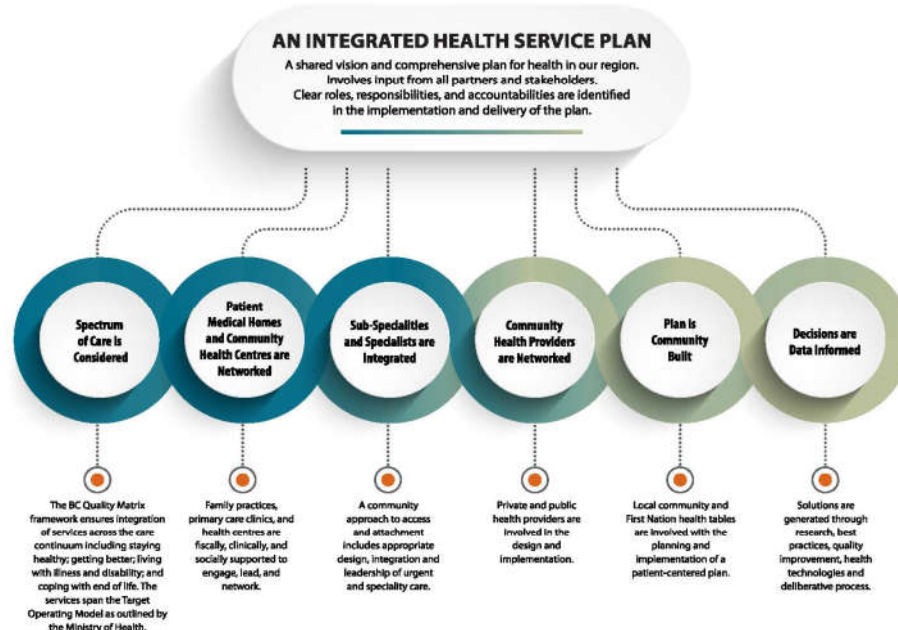 AN INTEGRATED HEALTH SERVICE PLAN
A shared vision and comprehensive plan for health in our region.
Involves input from all partners and stakeholders.
Clear roles, responsibilities, and accountabilities are identified
in the implementation and delivery of the plan.
Spectrum
of Care is
Considered
Patient
Medical Homes
and Community
Health Centres are
Networked
Sub-Specialities
and Specialists are
Integrated
Community
Health Providers
are Networked
Plan is
Community
Built
Decisions are
Data Informed
The BC Quality Matrix
framework ensures integration
of services across the care
continuum including staying
healthy; getting better; living
with illness and disability; and
coping with end of life. The
services span the Target
Operating Model as outlined by
the Ministry of Health.
Family practices,
primary care clinics, and
health centres are
fiscally, clinically, and
socially supported to
engage, lead, and
network.
A community
approach to access
and attachment
includes appropriate
design, integration and
leadership of urgent
and speciality care.
Private and public
health providers are
involved in the
design and
implementation.
Local community and
First Nation health tables
are involved with the
planning and
implementation of a
patient-centered plan.
Solutions are
generated through
research, best
practices, quality
improvement, health
technologies and
deliberative process.